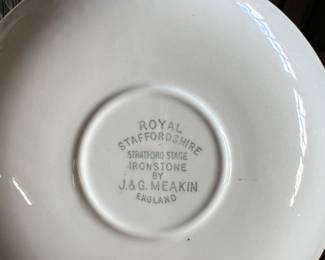 ROYAL
STAFFORDSHIRE
STRATFORD STAGE
IRONSTONE
BY
J.&G. MEAKIN
ENGLAND